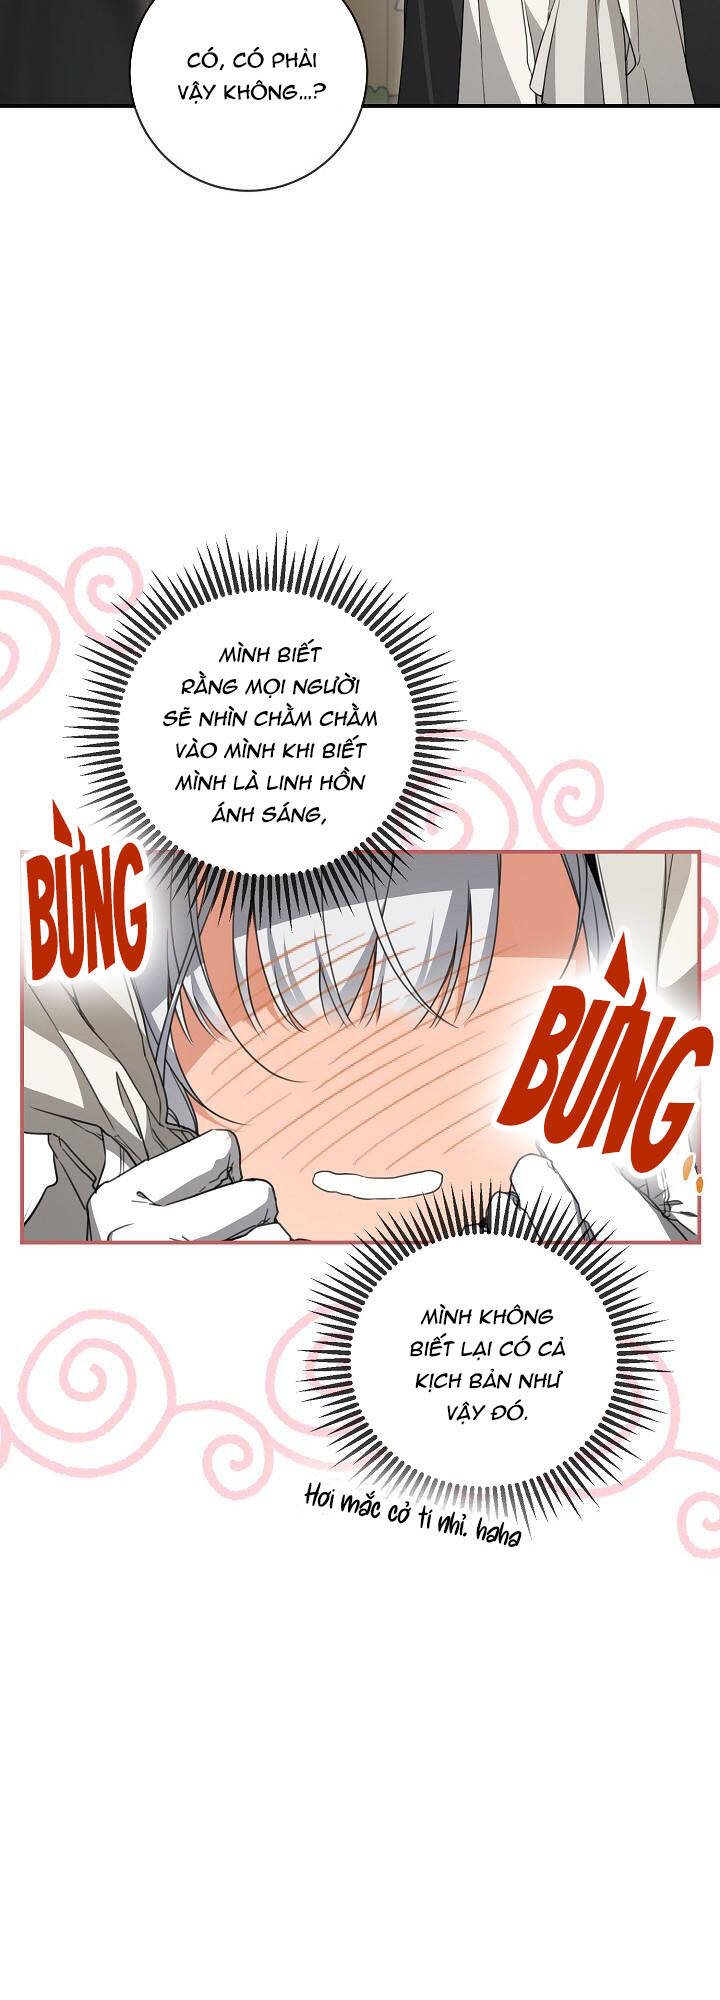 CÓ, CÓ PHẢI
VẬY KHÔNG...?
MÌNH BIẾT
RẰNG MỌI NGƯỜI
SẼ NHÌN CHẰM CHẰM
VÀO MÌNH KHI BIẾT
MÌNH LÀ LINH HỒN
ÁNH SÁNG,
BỪNG
BỪNG
MÌNH KHÔNG
BIẾT LẠI CÓ CẢ
KỊCH BẢN NHƯ
VẬY ĐÓ.
Hơi mắc cở tí nhỉ. haha